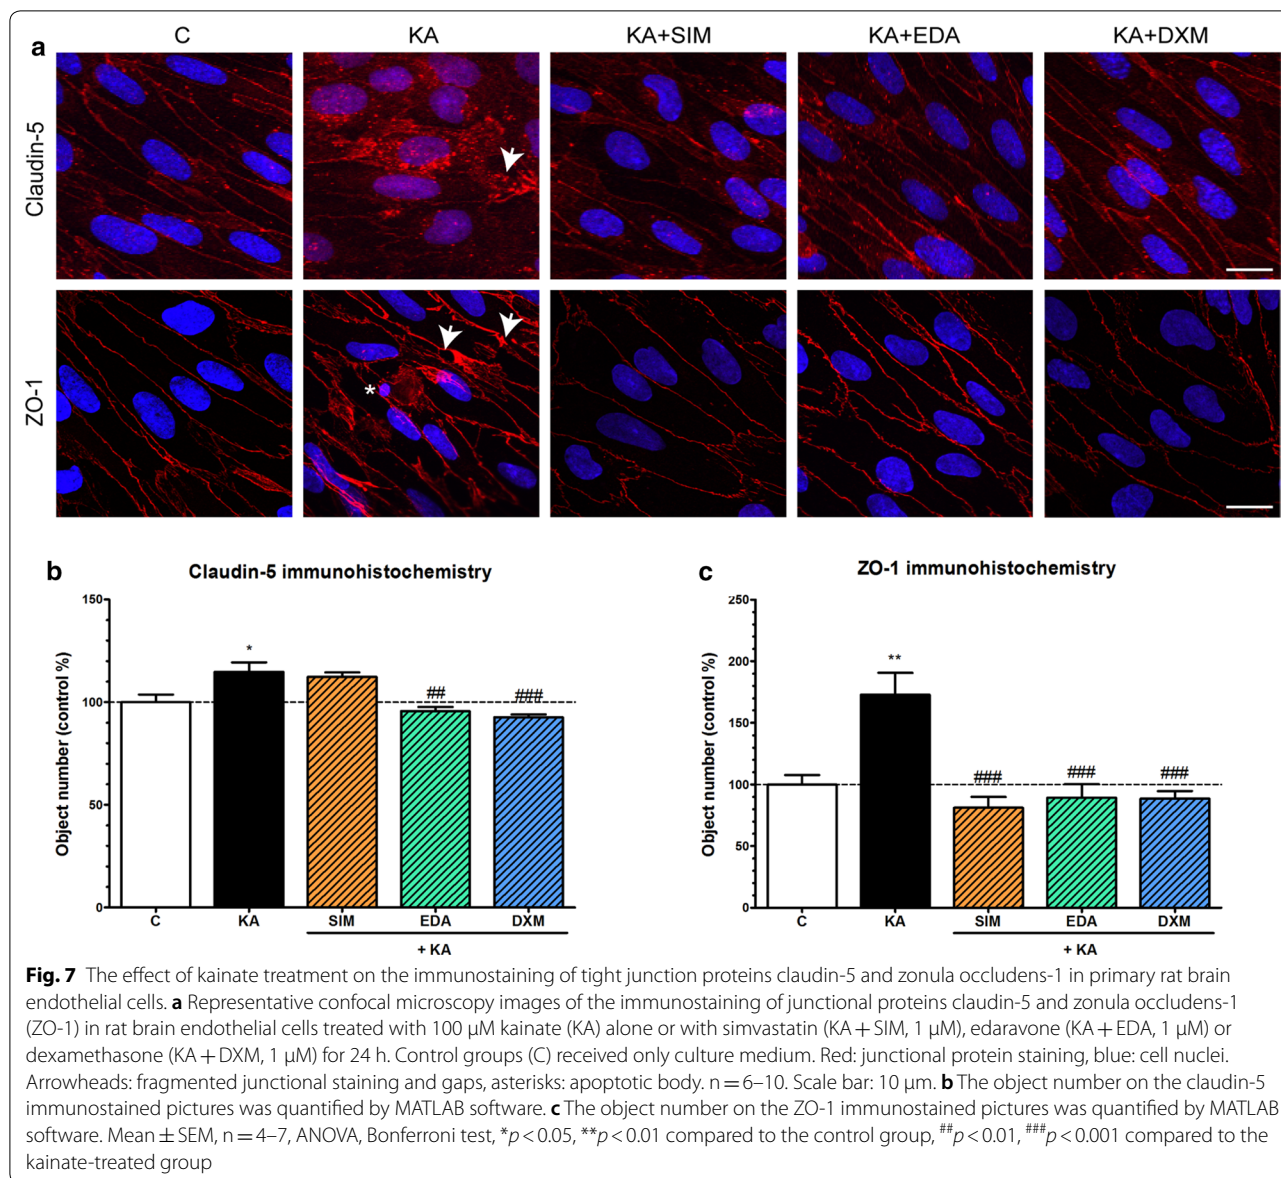 a
C
KA
KA+SIM
KA+EDA
KA+DXM
Claudin-5
*
ZO-1
b
Claudin-5 immunohistochemistry
Object number (control %)
150
100
50
0
*
##
###
C
KA
SIM
EDA
DXM
+ KA
c
ZO-1 immunohistochemistry
Object number (control %)
250
200
150
100
50
0
**
###
###
###
C
KA
SIM
EDA
DXM
+ KA
Fig. 7 The effect of kainate treatment on the immunostaining of tight junction proteins claudin-5 and zonula occludens-1 in primary rat brain
endothelial cells. a Representative confocal microscopy images of the immunostaining of junctional proteins claudin-5 and zonula occludens-1
(ZO-1) in rat brain endothelial cells treated with 100 µM kainate (KA) alone or with simvastatin (KA + SIM, 1 µM), edaravone (KA + EDA, 1 µM) or
dexamethasone (KA + DXM, 1 µM) for 24 h. Control groups (C) received only culture medium. Red: junctional protein staining, blue: cell nuclei.
Arrowheads: fragmented junctional staining and gaps, asterisks: apoptotic body. n = 6–10. Scale bar: 10 µm. b The object number on the claudin-5
immunostained pictures was quantified by MATLAB software. c The object number on the ZO-1 immunostained pictures was quantified by MATLAB
software. Mean ± SEM, n = 4–7, ANOVA, Bonferroni test, *p < 0.05, **p < 0.01 compared to the control group, ##p < 0.01, ###p < 0.001 compared to the
kainate-treated group